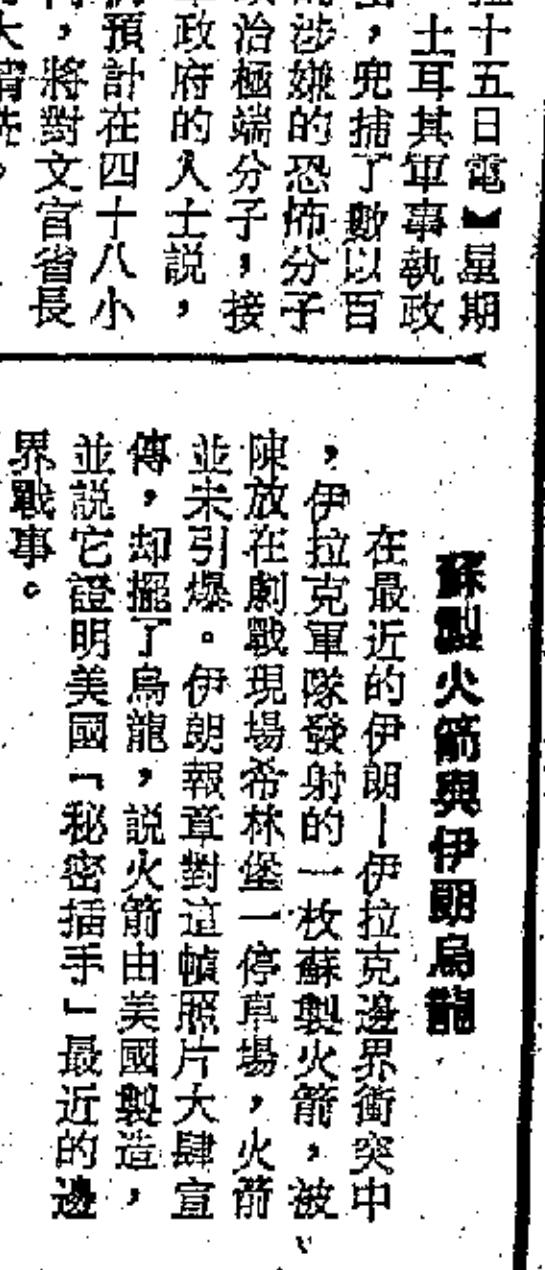 十五日電】星期
土耳其軍事執政
，兜捕了數以百
涉嫌的恐怖分子
治極端分子，接
政府的人士說，
預計在四十八小
，將對文官省長
蘇製火箭與伊朗烏龍
在最近的伊朗—伊拉克邊界衝突中
，伊拉克軍隊發射的一枚蘇製火箭，被
陳放在劇戰現場希林堡一停車場，火箭
並未引爆。伊朗報章對這幀照片大肆宣
傳，却擺了烏龍，説火箭由美國製造，
並説它證明美國「秘密插手」最近的邊
界戰事。